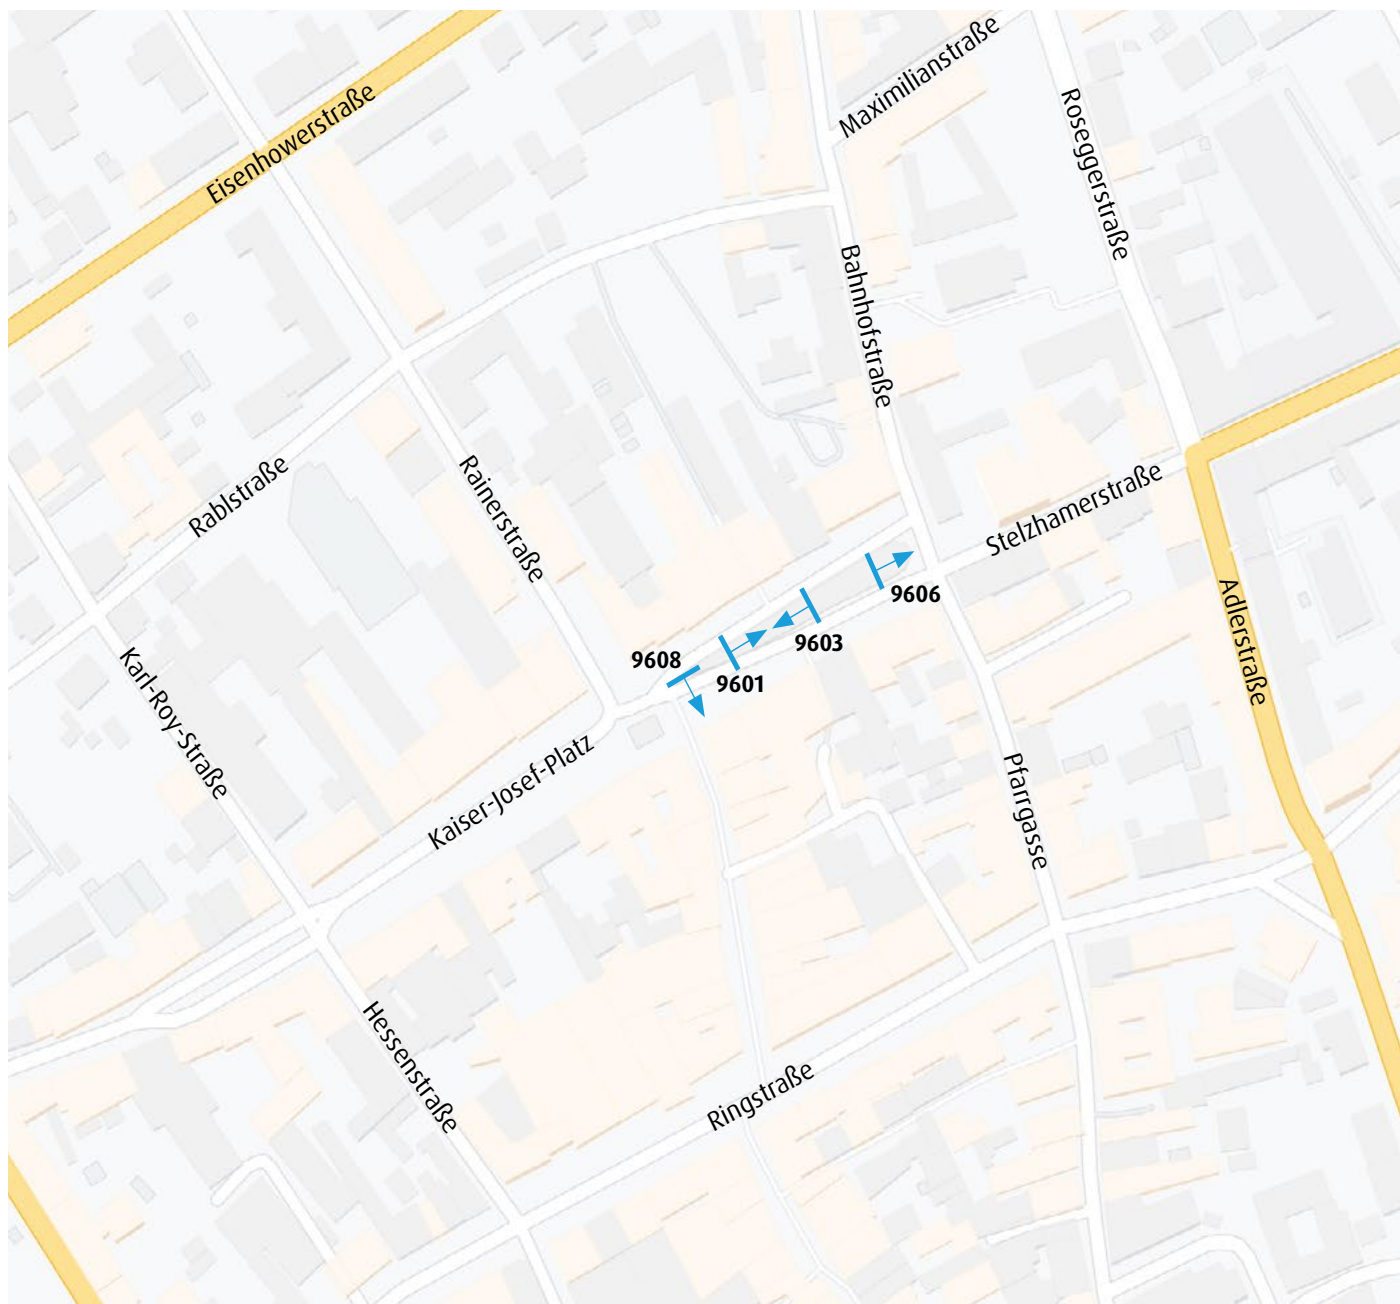 Maximilianstraße
Eisenhowerstraße
Roseggerstraße
Bahnhofstraße
Rablstraße
Rainerstraße
Stelzhamerstraße
9606
Adlerstraße
9603
9608
9601
Karl-Roy-Straße
Kaiser-Josef-Platz
Pfarrgasse
Hessenstraße
Ringstraße